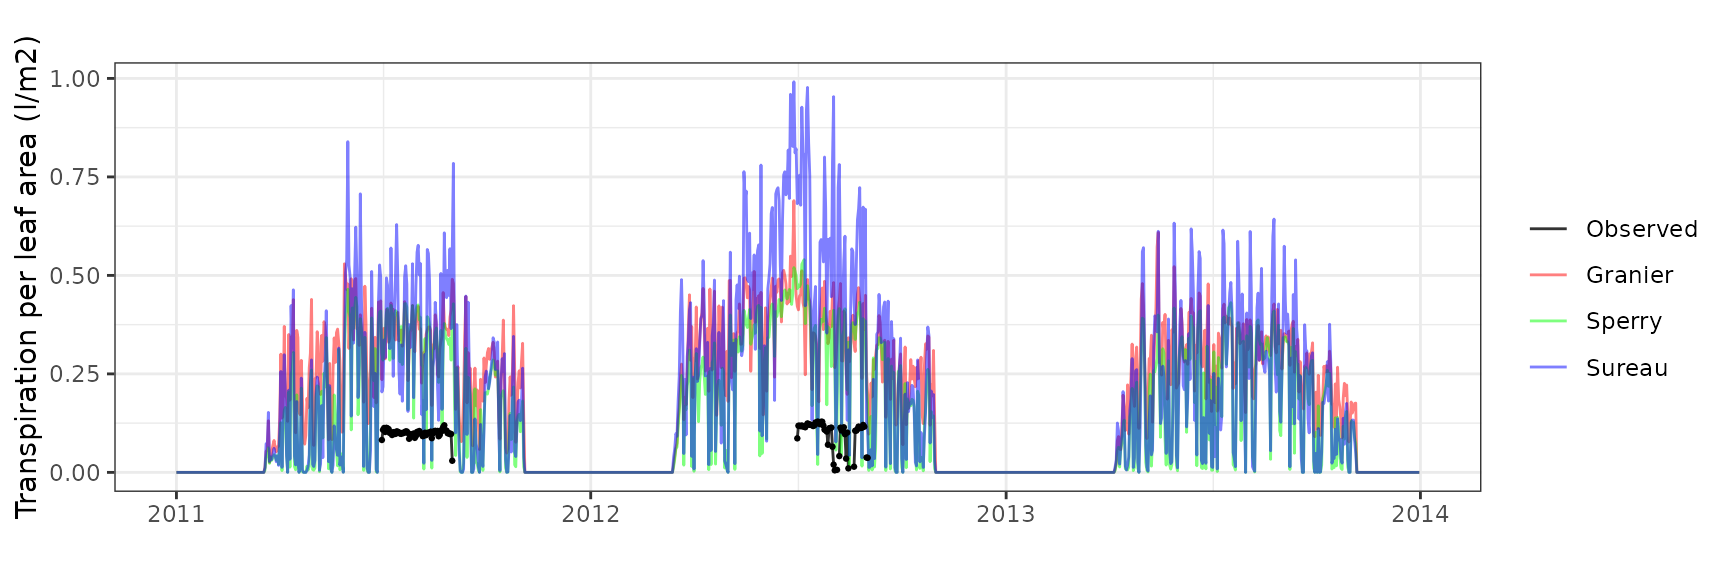 Transpiration per leaf area (l/m2)
1.00
0.75
0.50
0.25
0.00
2011
2012
2013
2014
Observed
Granier
Sperry
Sureau